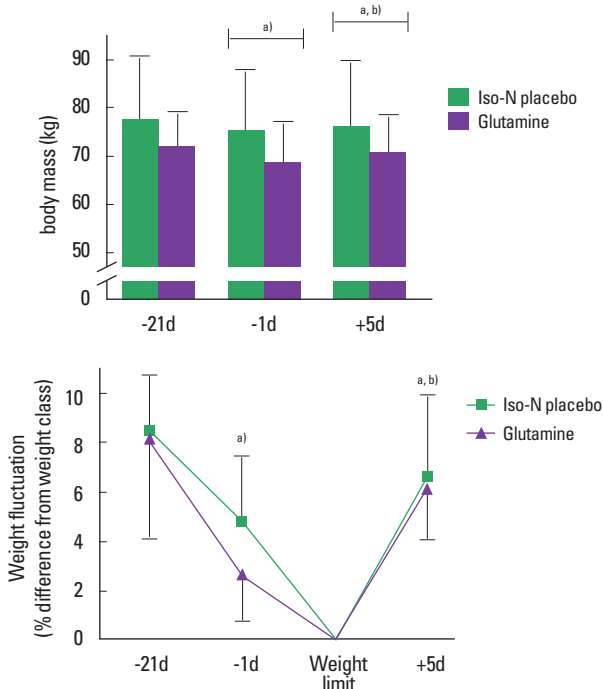 a)
a, b)
90
80
70
60
50
0
body mass (kg)
Iso-N placebo
Glutamine
-21d
-1d
+5d
10
8
6
4
2
0
Weight fluctuation
(% difference from weight class)
a)
a, b)
Iso-N placebo
Glutamine
-21d
-1d
Weight
limit
+5d